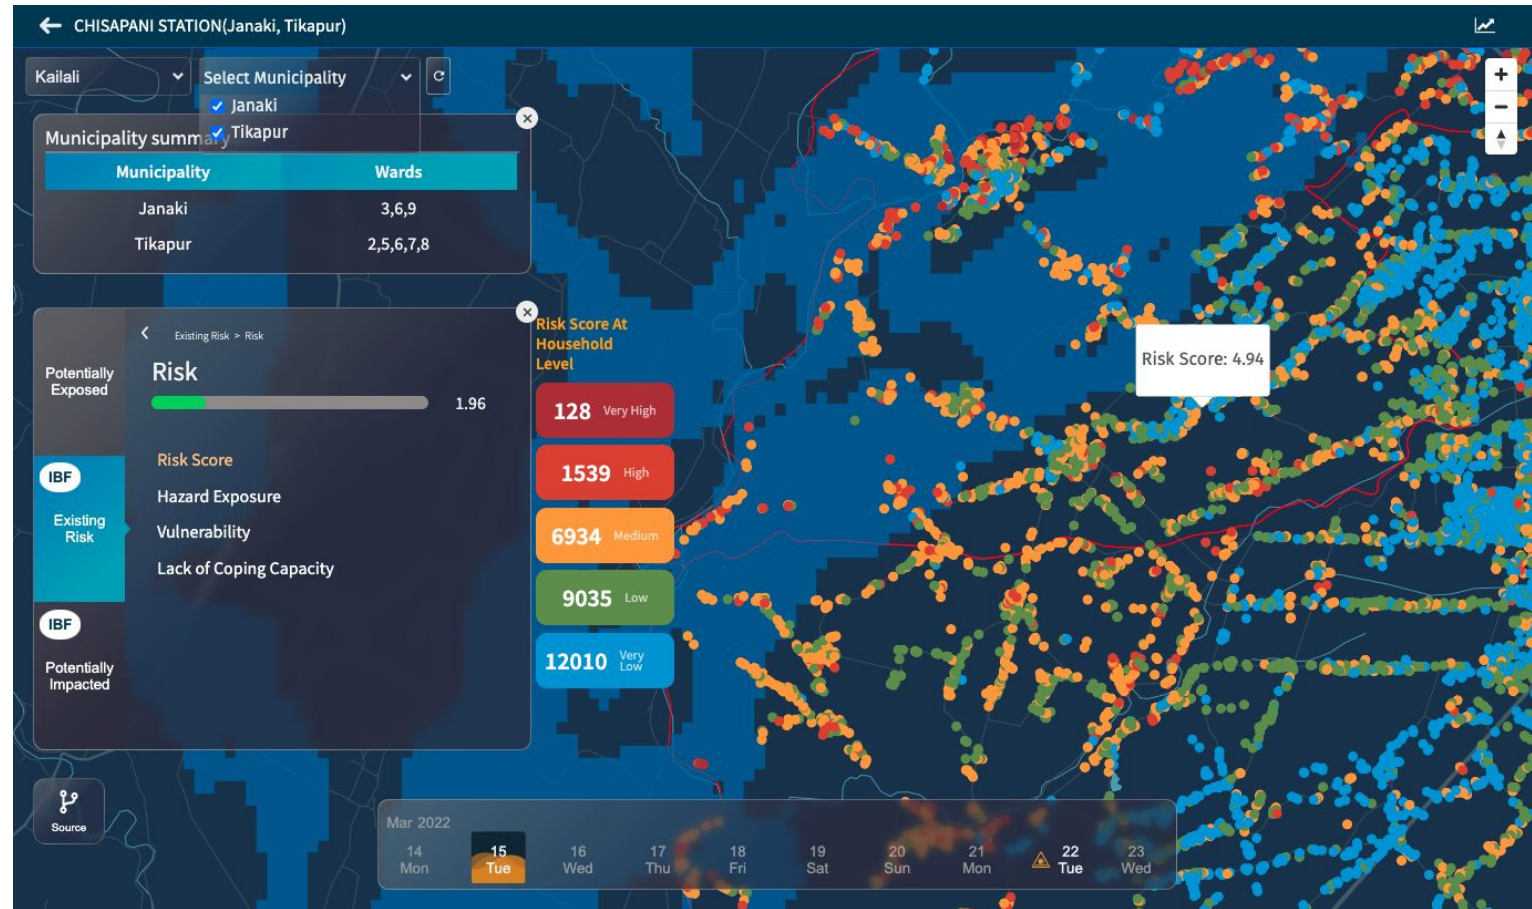 CHISAPANI STATION(Janaki, Tikapur)
Kailali
Select Municipality
Janaki
Tikapur
Municipality summary
Municipality Wards
Janaki 3,6,9
Tikapur 2,5,6,7,8
Potentially
Exposed
IBF
Existing
Risk
IBF
Potentially
Impacted
Existing Risk > Risk
Risk
1.96
Risk Score
Hazard Exposure
Vulnerability
Lack of Coping Capacity
Risk Score At
Household
Level
128 Very High
1539 High
6934 Medium
9035 Low
12010 Very
Low
Risk Score: 4.94
Source
Mar 2022
14 15 16 17 18 19 20 21 22 23
Mon Tue Wed Thu Fri Sat Sun Mon Tue Wed